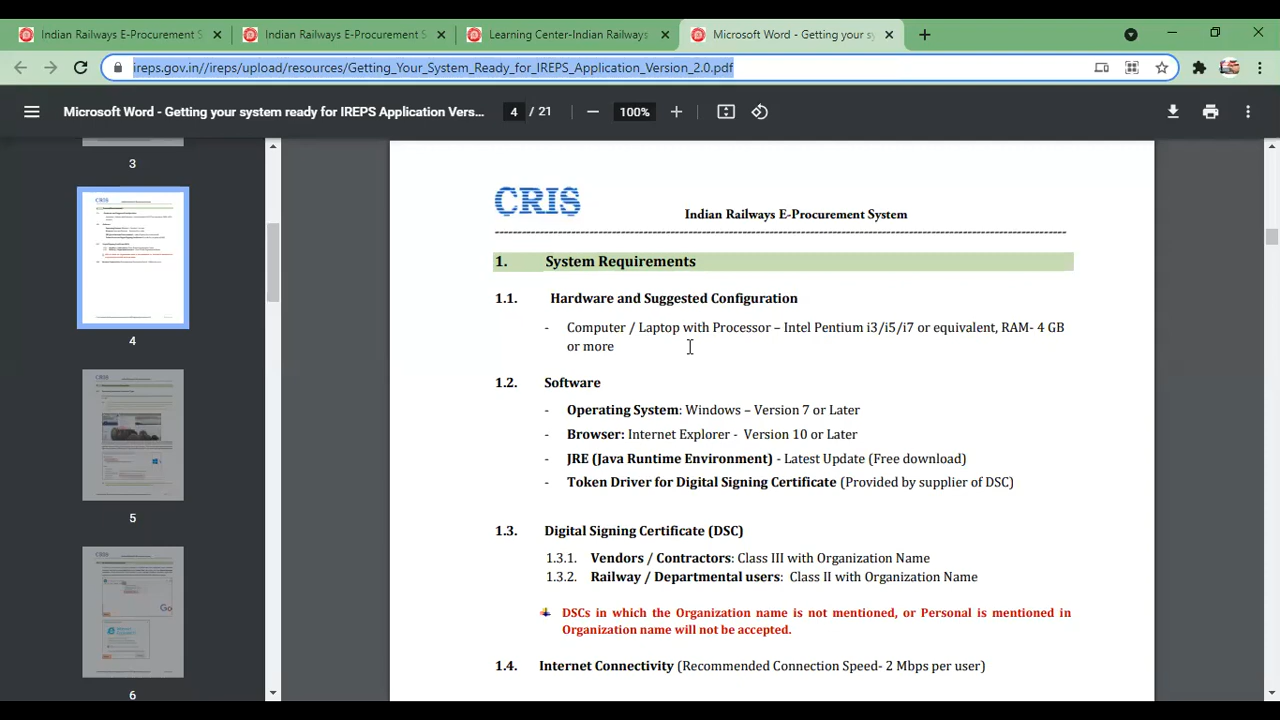 Indian Railways E-Procurement S
Indian Railways E-Procurement S
Learning Center-Indian Railways
Microsoft Word - Getting your sy
ireps.gov.in//ireps/upload/resources/Getting_Your_System_Ready_for_IREPS_Application_Version_2.0.pdf
Microsoft Word - Getting your system ready for IREPS Application Vers...
4 / 21
100%
3
4
5
6
CRIS
Indian Railways E-Procurement System
1. System Requirements
1.1. Hardware and Suggested Configuration
- Computer / Laptop with Processor – Intel Pentium i3/i5/i7 or equivalent, RAM- 4 GB
or more
1.2. Software
- Operating System: Windows – Version 7 or Later
- Browser: Internet Explorer - Version 10 or Later
- JRE (Java Runtime Environment) - Latest Update (Free download)
- Token Driver for Digital Signing Certificate (Provided by supplier of DSC)
1.3. Digital Signing Certificate (DSC)
1.3.1. Vendors / Contractors: Class III with Organization Name
1.3.2. Railway / Departmental users: Class II with Organization Name
DSCs in which the Organization name is not mentioned, or Personal is mentioned in
Organization name will not be accepted.
1.4. Internet Connectivity (Recommended Connection Speed- 2 Mbps per user)